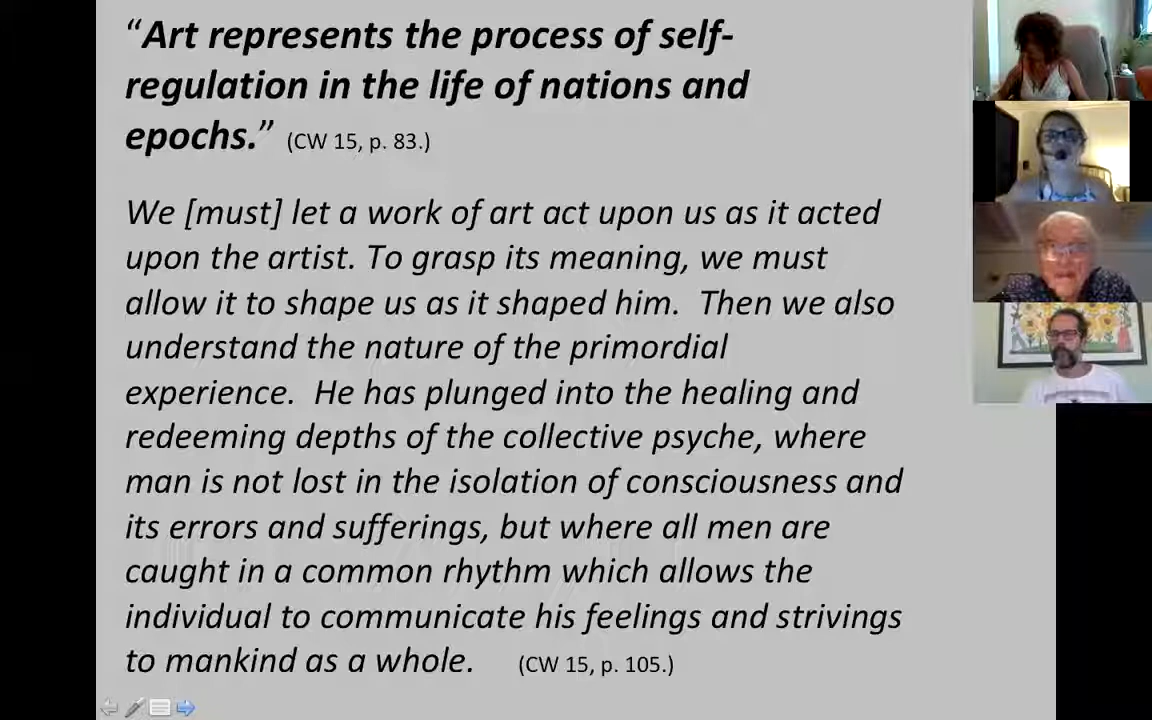 “Art represents the process of self-
regulation in the life of nations and
epochs.” (CW 15, p. 83.)
We [must] let a work of art act upon us as it acted
upon the artist. To grasp its meaning, we must
allow it to shape us as it shaped him.  Then we also
understand the nature of the primordial
experience.  He has plunged into the healing and
redeeming depths of the collective psyche, where
man is not lost in the isolation of consciousness and
its errors and sufferings, but where all men are
caught in a common rhythm which allows the
individual to communicate his feelings and strivings
to mankind as a whole. (CW 15, p. 105.)